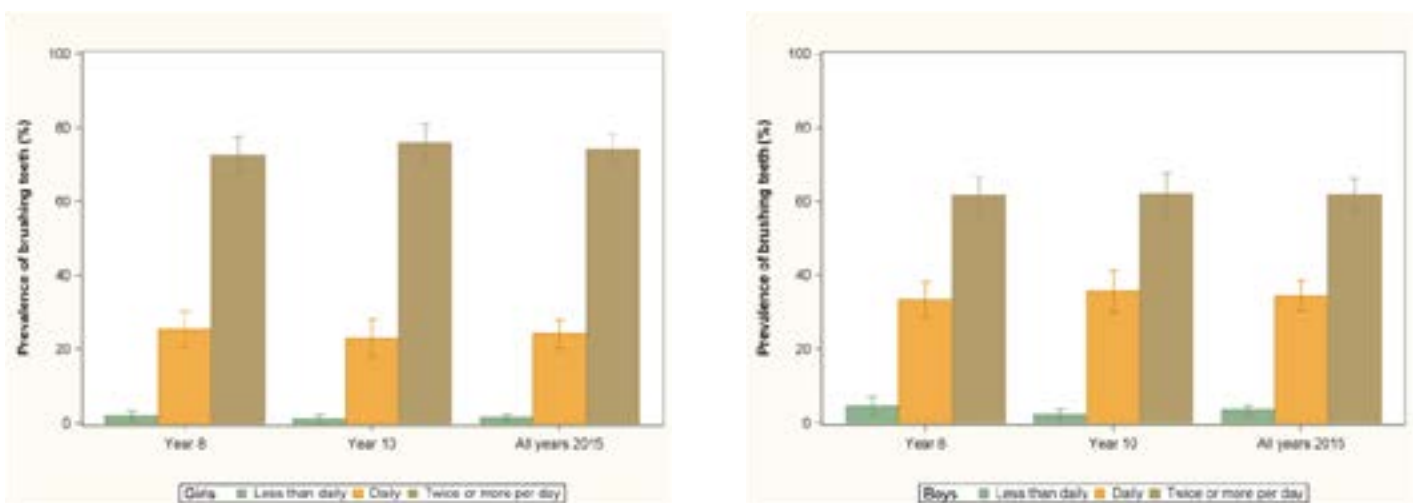 Prevalence of brushing teeth (%)
100
80
60
40
20
0
Year 8
All years 2015
Girls Less than daily Daily Twice or more per day
Prevalence of brushing teeth (%)
100
80
60
40
20
0
Year 8
Year 10
All years 2015
Boys Less than daily Daily Twice or more per day